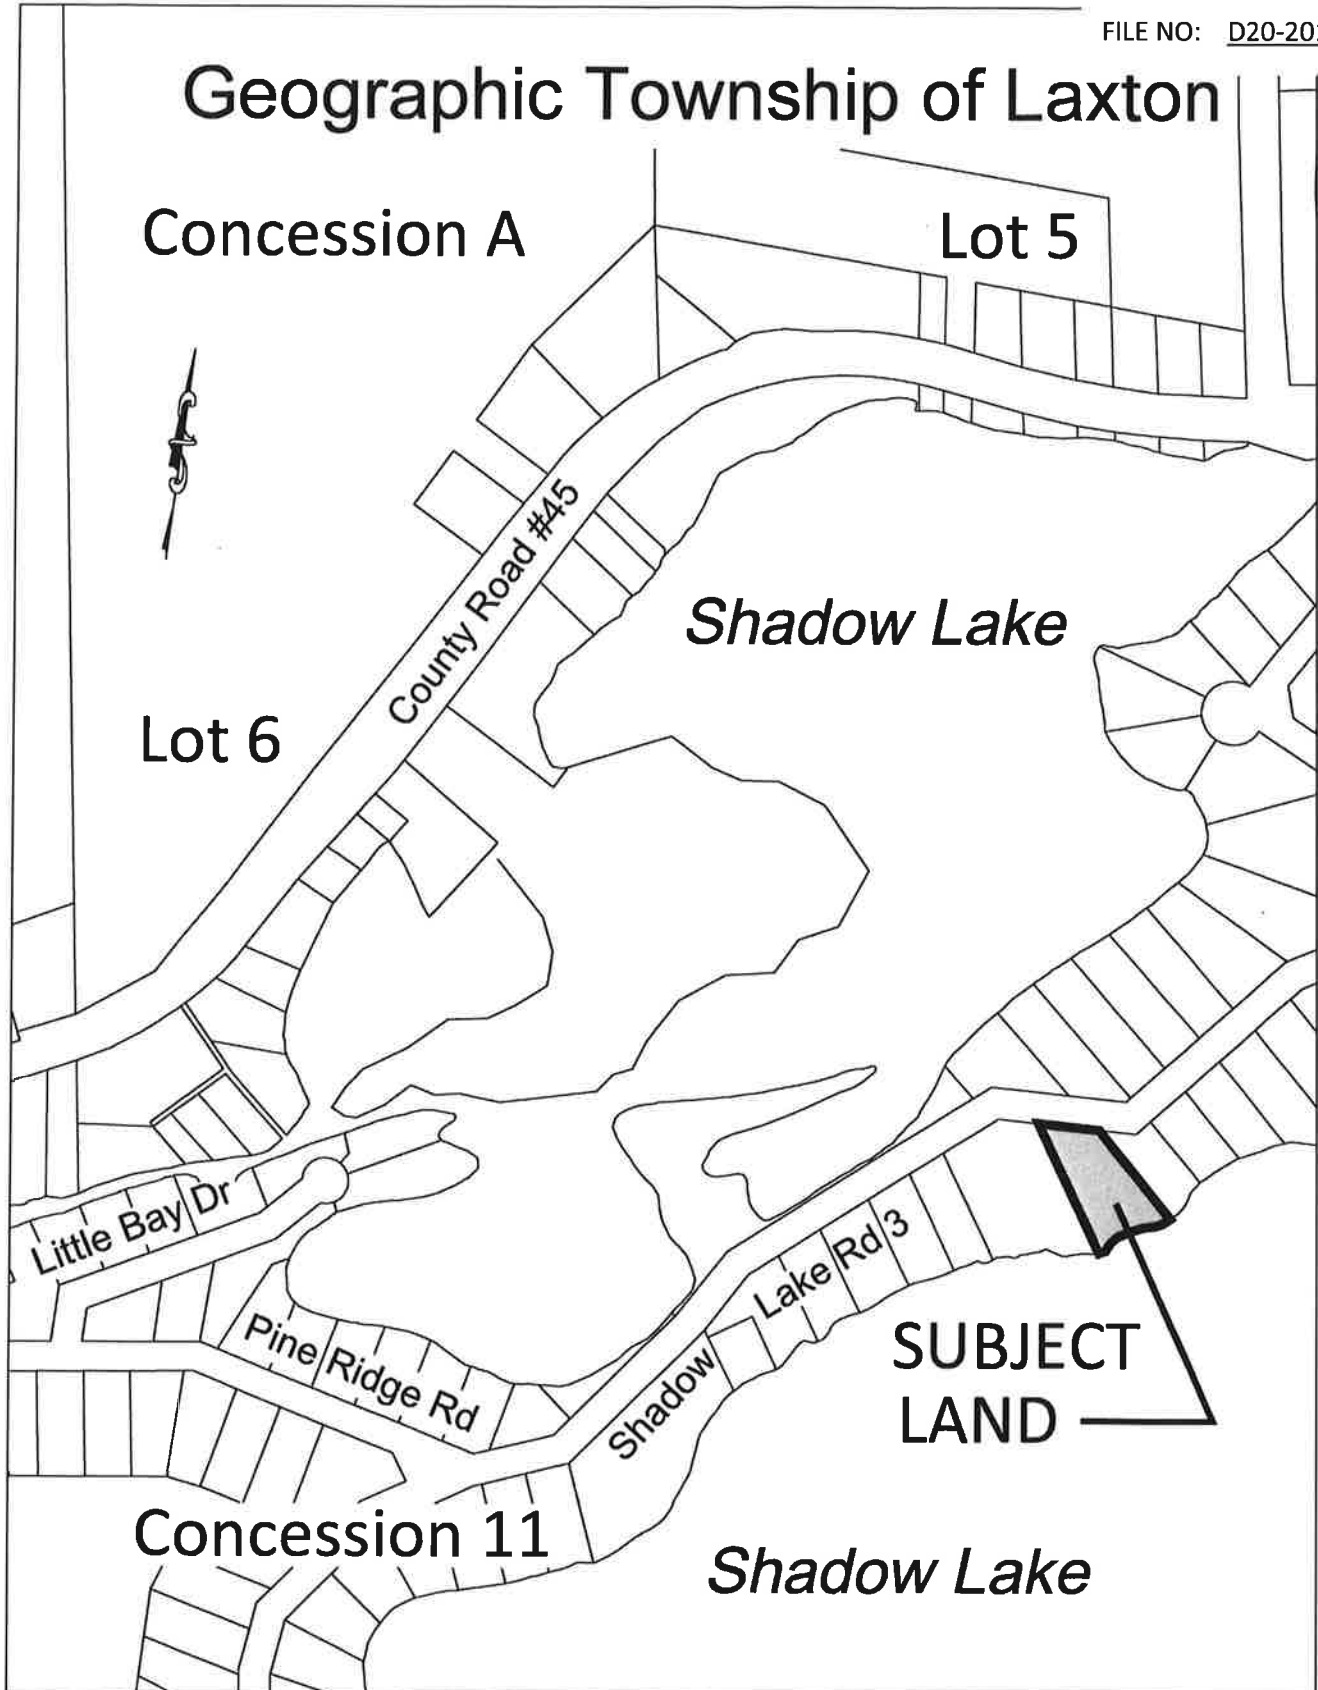 FILE NO: D20-20
Geographic Township of Laxton
Concession A
Lot 5
County Road #45
Shadow Lake
Lot 6
Little Bay Dr
Shadow Lake Rd 3
Pine Ridge Rd
SUBJECT
LAND
Concession 11
Shadow Lake